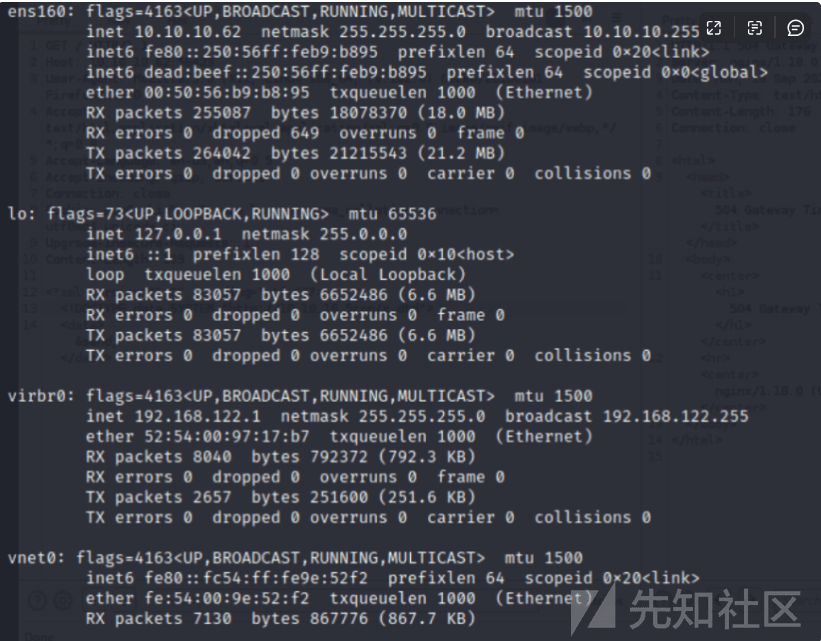 ens160: flags=4163<UP,BROADCAST,RUNNING,MULTICAST>  mtu 1500
inet 10.10.10.62  netmask 255.255.255.0  broadcast 10.10.10.255
inet6 fe80::250:56ff:feb9:b895  prefixlen 64  scopeid 0×20<link>
inet6 dead:beef::250:56ff:feb9:b895  prefixlen 64  scopeid 0×0<global>
ether 00:50:56:b9:b8:95  txqueuelen 1000  (Ethernet)
RX packets 255087  bytes 18078370 (18.0 MB)
RX errors 0  dropped 649  overruns 0  frame 0
TX packets 264042  bytes 21215543 (21.2 MB)
TX errors 0  dropped 0 overruns 0  carrier 0  collisions 0
lo: flags=73<UP,LOOPBACK,RUNNING>  mtu 65536
inet 127.0.0.1  netmask 255.0.0.0
inet6 ::1  prefixlen 128  scopeid 0×10<host>
loop  txqueuelen 1000  (Local Loopback)
RX packets 83057  bytes 6652486 (6.6 MB)
RX errors 0  dropped 0  overruns 0  frame 0
TX packets 83057  bytes 6652486 (6.6 MB)
TX errors 0  dropped 0 overruns 0  carrier 0  collisions 0
virbr0: flags=4163<UP,BROADCAST,RUNNING,MULTICAST>  mtu 1500
inet 192.168.122.1  netmask 255.255.255.0  broadcast 192.168.122.255
ether 52:54:00:97:17:b7  txqueuelen 1000  (Ethernet)
RX packets 8040  bytes 792372 (792.3 KB)
RX errors 0  dropped 0  overruns 0  frame 0
TX packets 2657  bytes 251600 (251.6 KB)
TX errors 0  dropped 0 overruns 0  carrier 0  collisions 0
vnet0: flags=4163<UP,BROADCAST,RUNNING,MULTICAST>  mtu 1500
inet6 fe80::fc54:ff:fe9e:52f2  prefixlen 64  scopeid 0×20<link>
ether fe:54:00:9e:52:f2  txqueuelen 1000  (Ethernet)
RX packets 7130  bytes 867776 (867.7 KB)
先知社区